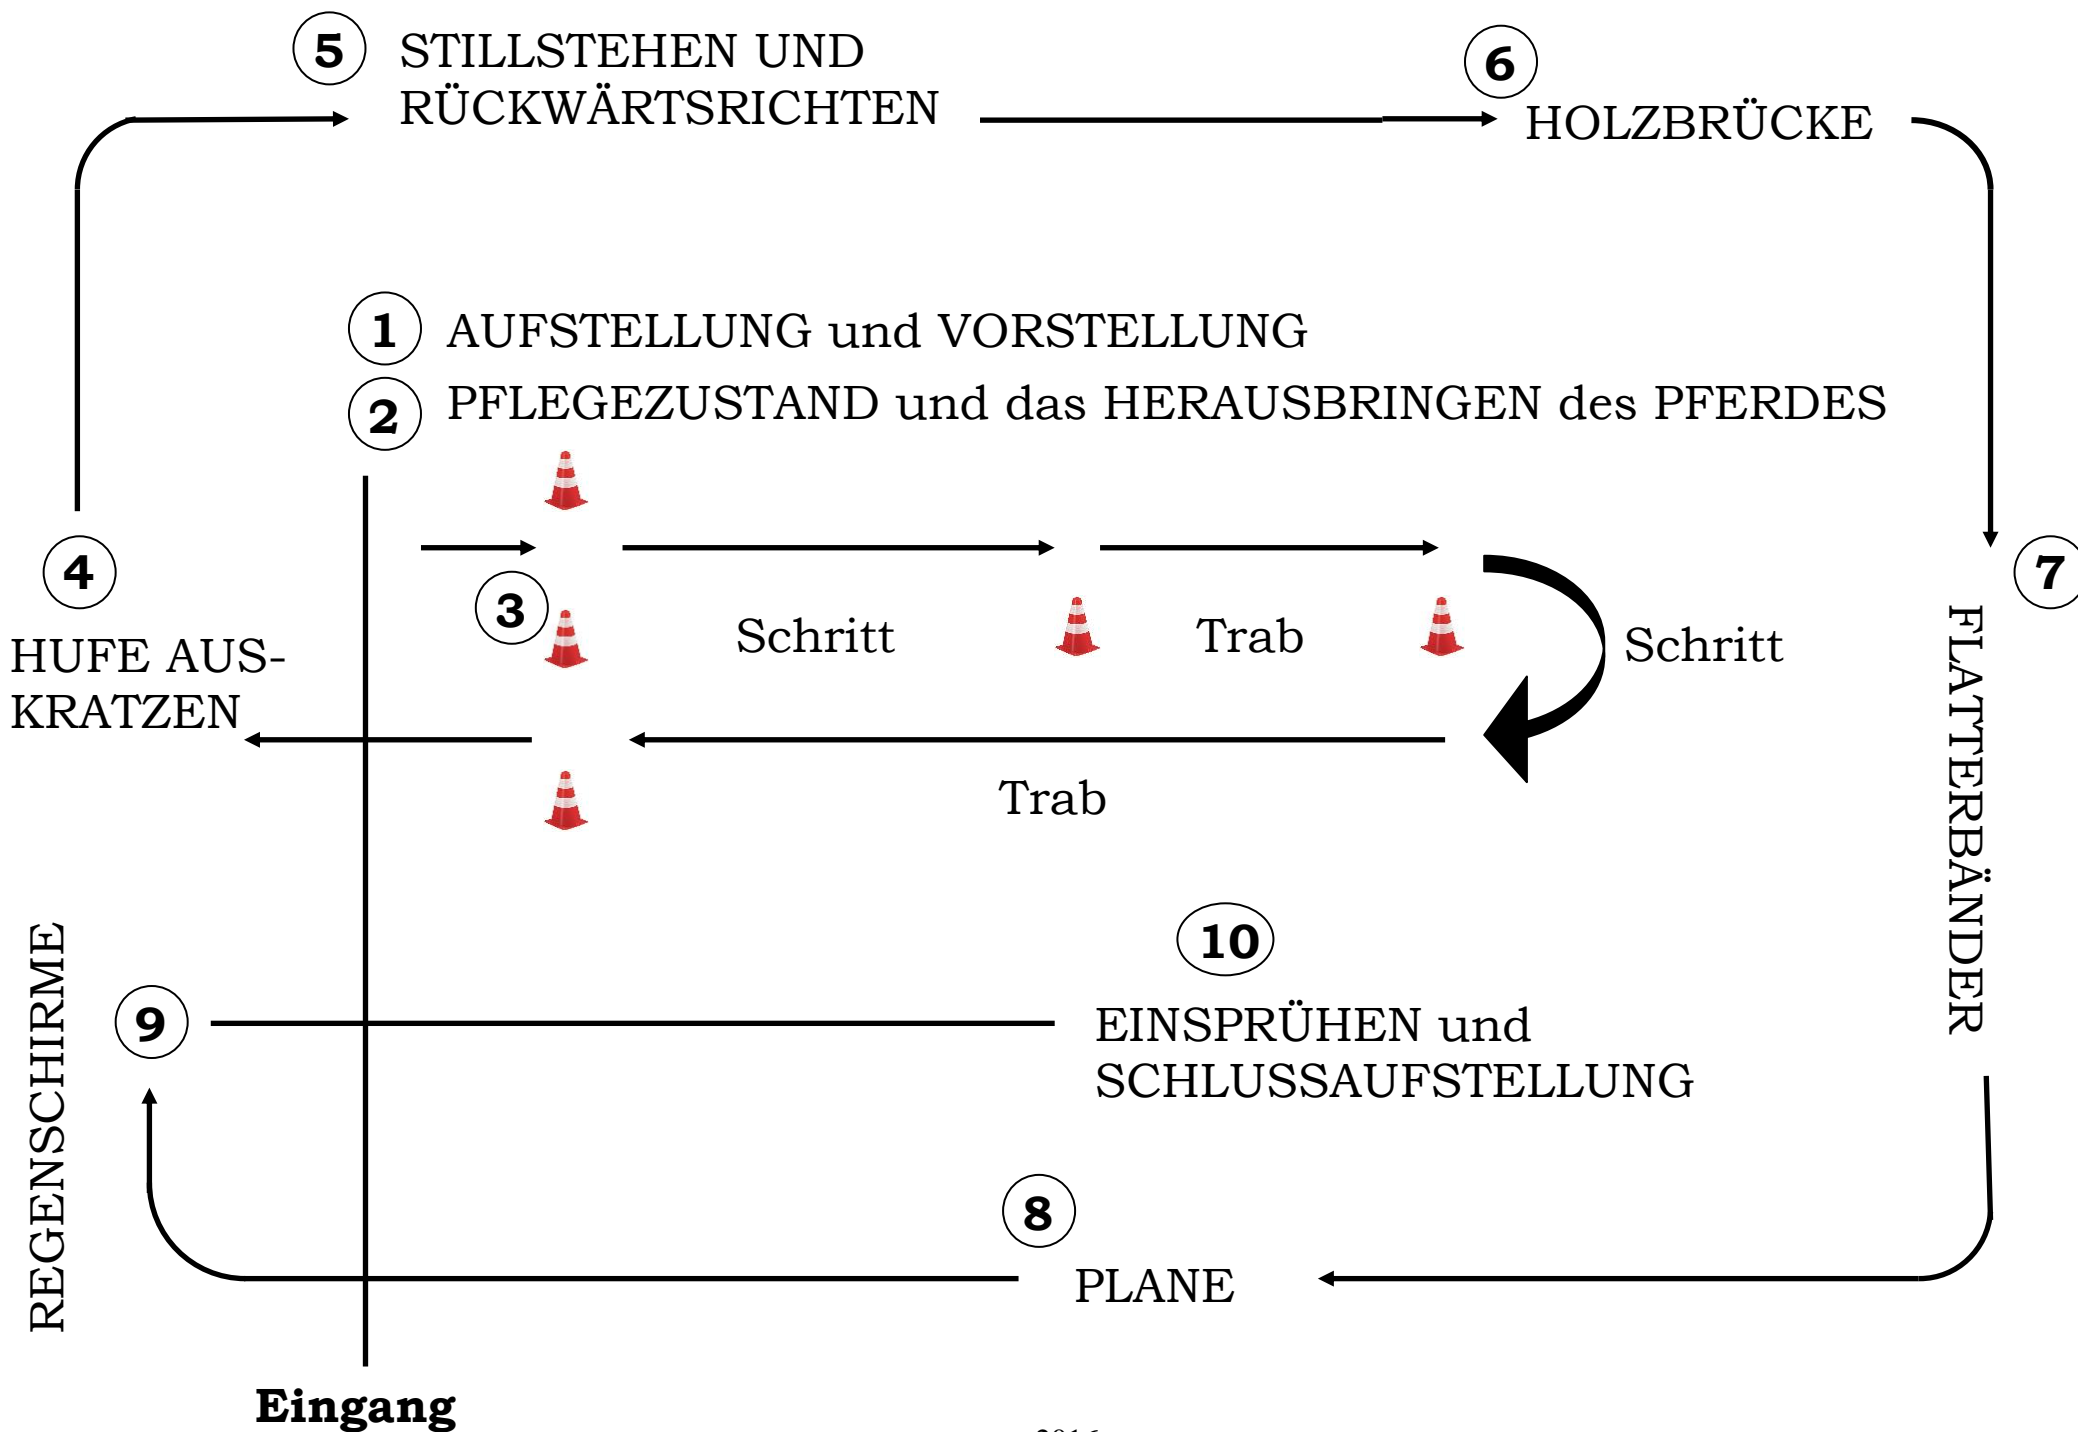 5 STILLSTEHEN UND
RÜCKWÄRTSRICHTEN
6
HOLZBRÜCKE
1 AUFSTELLUNG und VORSTELLUNG
2 PFLEGEZUSTAND und das HERAUSBRINGEN des PFERDES
4
HUFE AUS-
KRATZEN
3
Schritt
Trab
Schritt
Trab
7
FLATTERBÄNDER
10
EINSPRÜHEN und
SCHLUSSAUFSTELLUNG
9
REGENSCHIRME
8
PLANE
Eingang